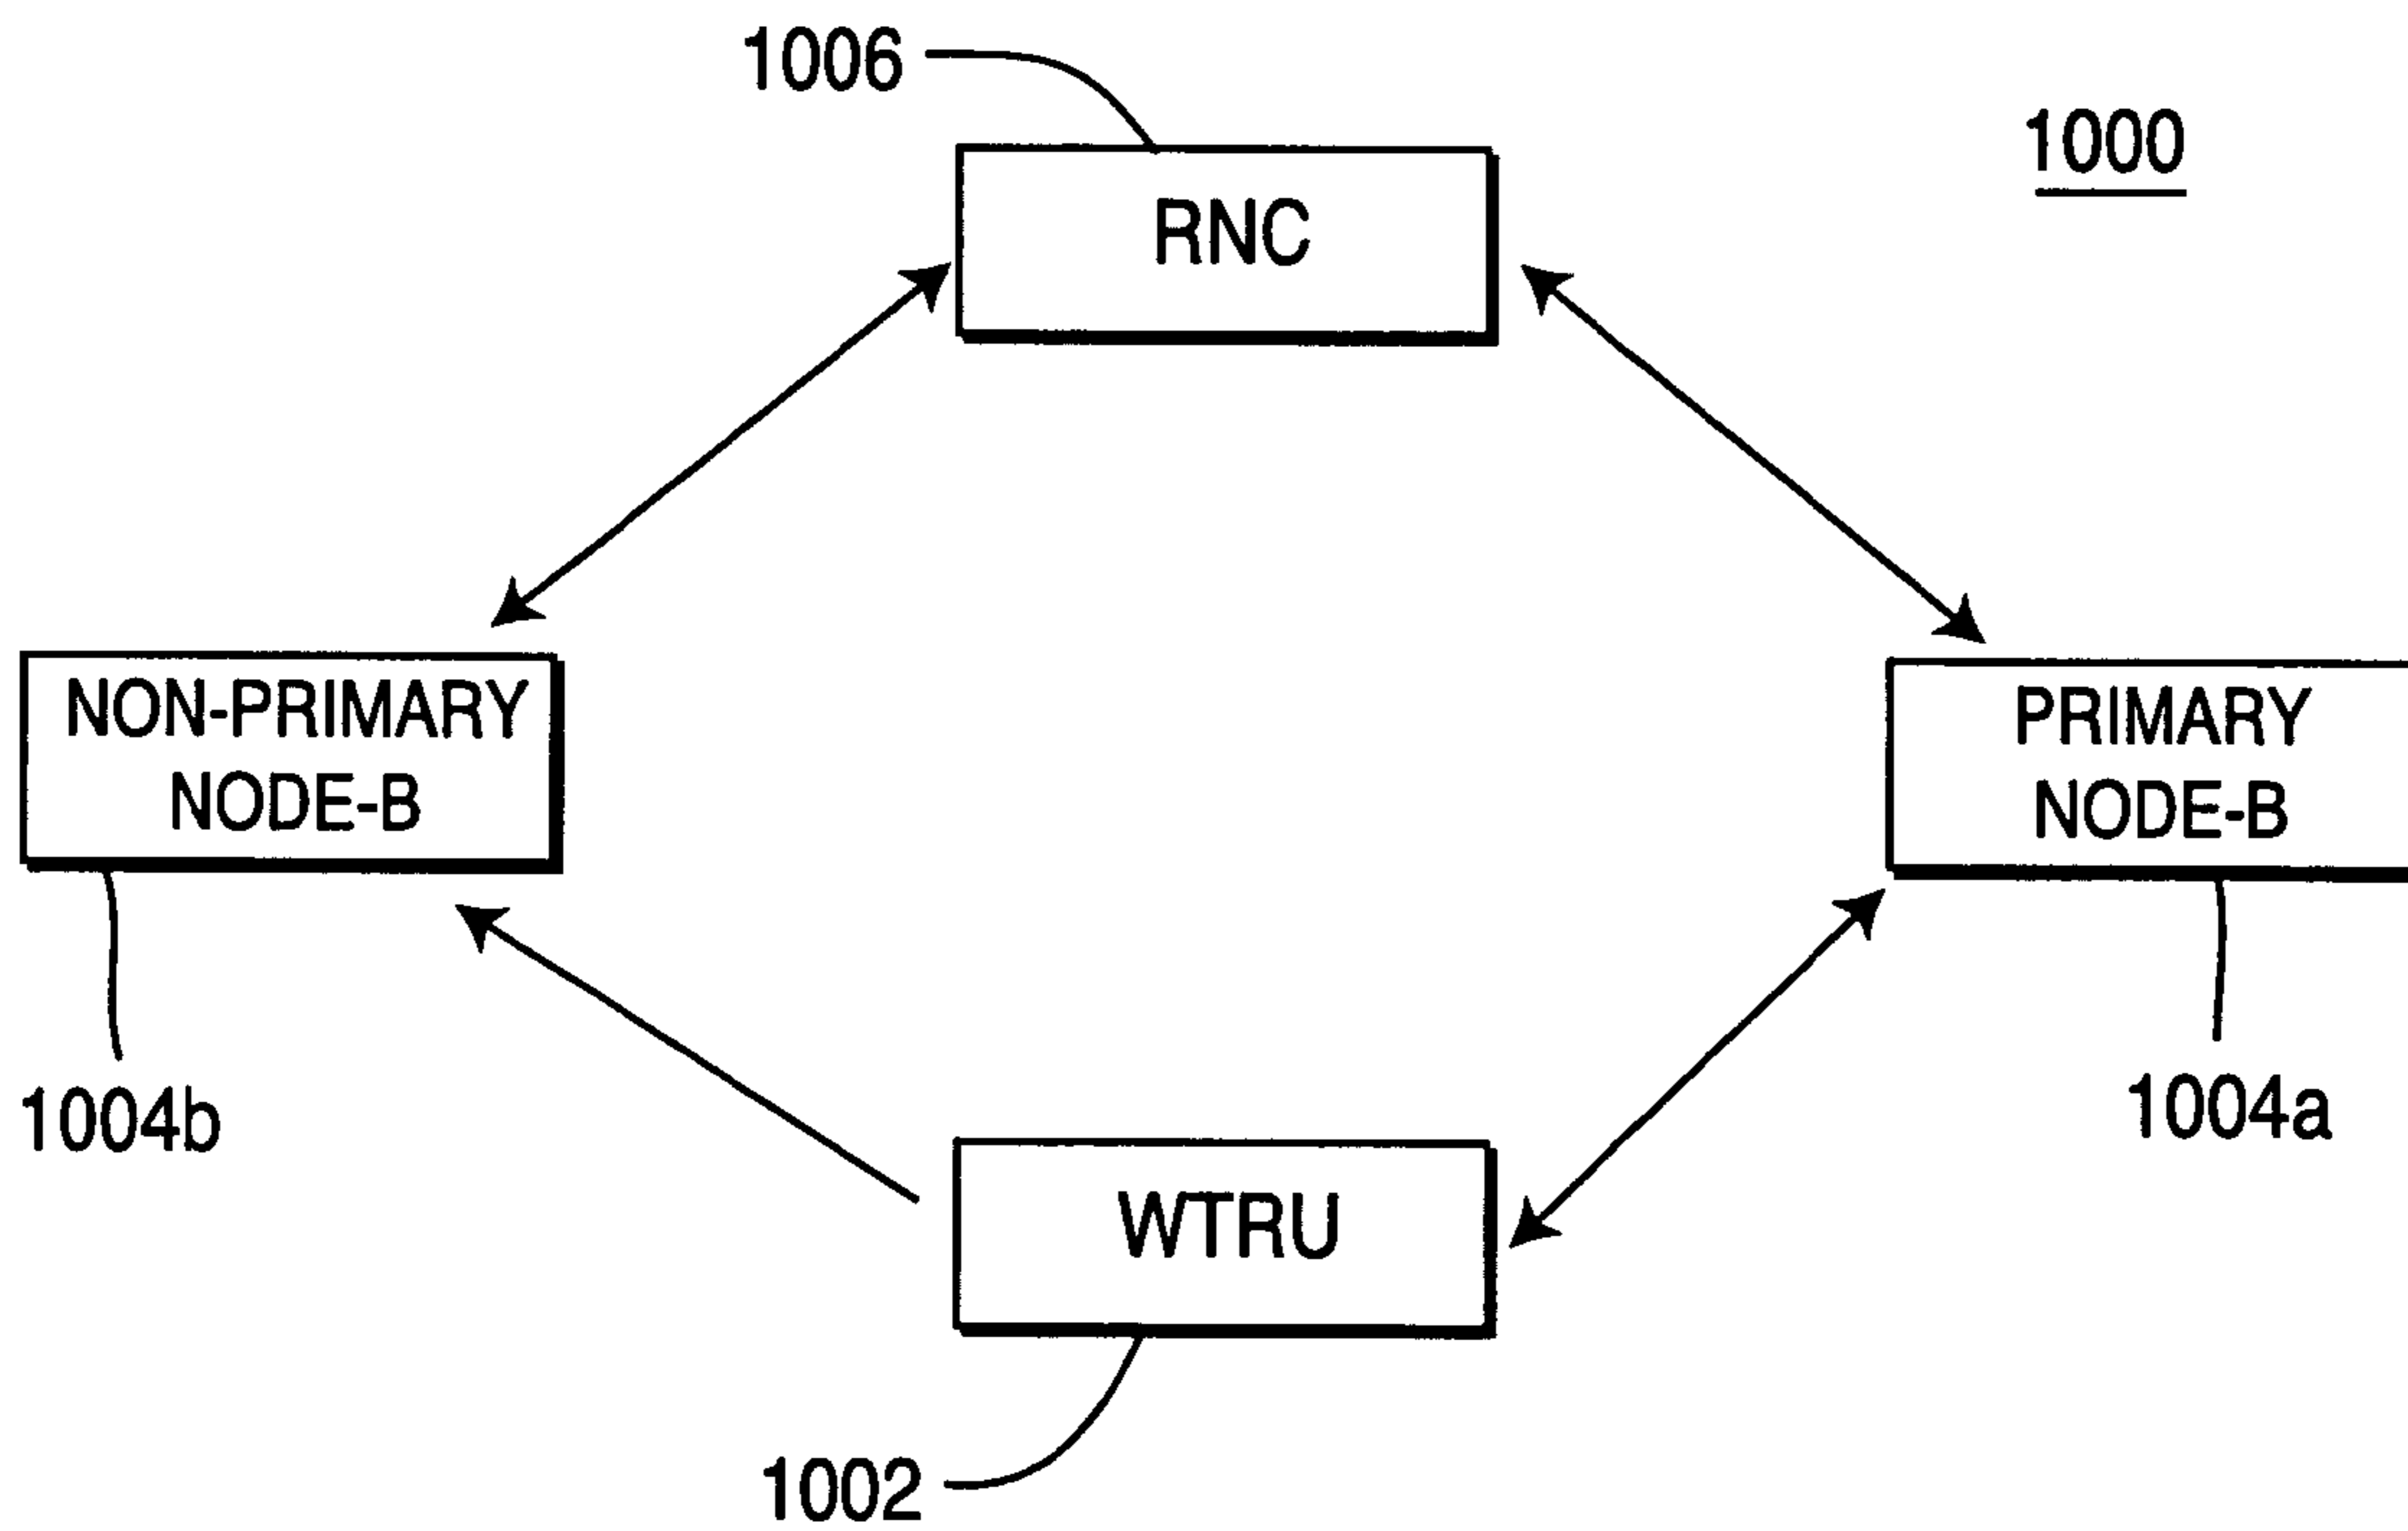 1006
1000
RNC
NON-PRIMARY
NODE-B
PRIMARY
NODE-B
1004b
1004a
WTRU
1002